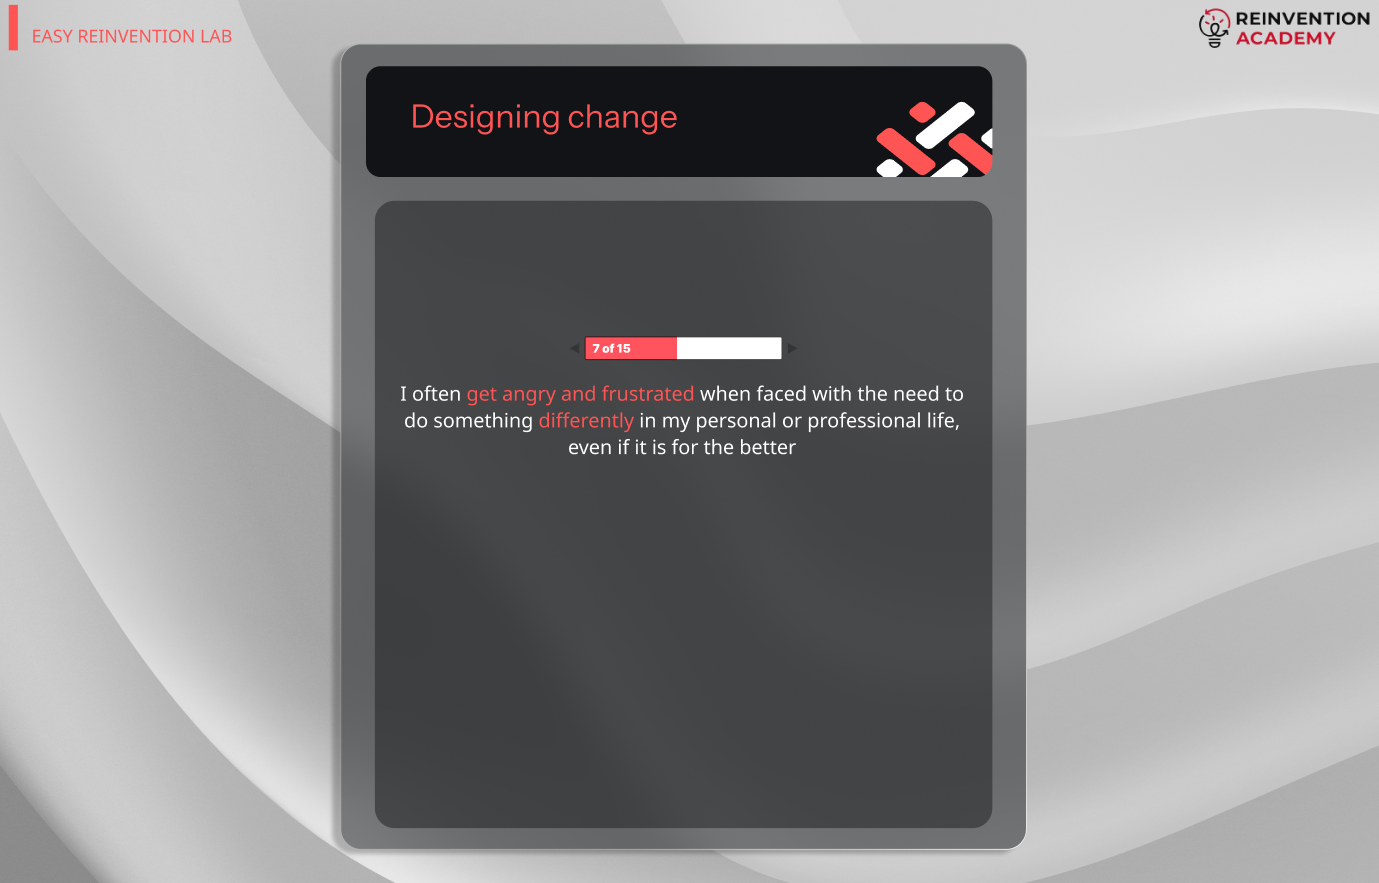 EASY REINVENTION LAB
REINVENTION
ACADEMY
Designing change
7 of 15
I often get angry and frustrated when faced with the need to
do something differently in my personal or professional life,
even if it is for the better